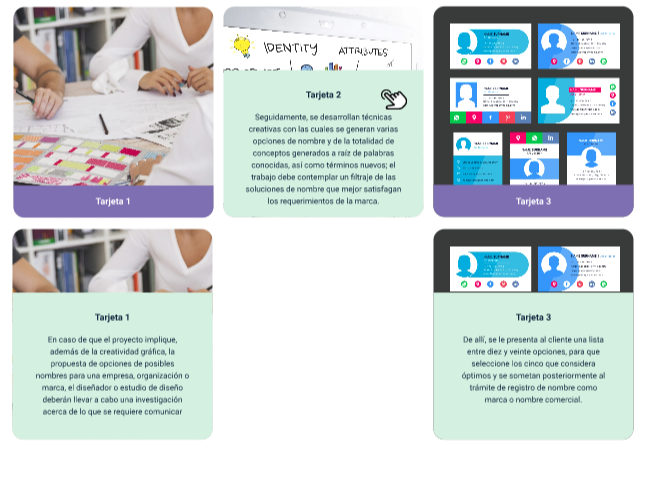 IDENTITY
ATTRIBUTES
Tarjeta 1
Tarjeta 2
Seguidamente, se desarrollan técnicas
creativas con las cuales se generan varias
opciones de nombre y de la totalidad de
conceptos generados a raíz de palabras
conocidas, así como términos nuevos; el
trabajo debe contemplar un filtraje de las
soluciones de nombre que mejor satisfagan
los requerimientos de la marca.
Tarjeta 3
Tarjeta 1
En caso de que el proyecto implique,
además de la creatividad gráfica, la
propuesta de opciones de posibles
nombres para una empresa, organización o
marca, el diseñador o estudio de diseño
deberán llevar a cabo una investigación
acerca de lo que se requiere comunicar
Tarjeta 3
De allí, se le presenta al cliente una lista
entre diez y veinte opciones, para que
seleccione los cinco que considera
óptimos y se sometan posteriormente al
trámite de registro de nombre como
marca o nombre comercial.